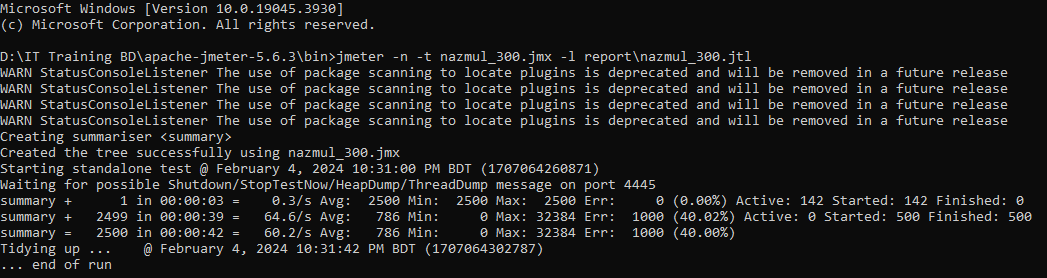 Microsoft Windows [Version 10.0.19045.3930]
(c) Microsoft Corporation. All rights reserved.
D:\IT Training BD\apache-jmeter-5.6.3\bin>jmeter -n -t nazmul_300.jmx -l report\nazmul_300.jtl
WARN StatusConsoleListener The use of package scanning to locate plugins is deprecated and will be removed in a future release
WARN StatusConsoleListener The use of package scanning to locate plugins is deprecated and will be removed in a future release
WARN StatusConsoleListener The use of package scanning to locate plugins is deprecated and will be removed in a future release
WARN StatusConsoleListener The use of package scanning to locate plugins is deprecated and will be removed in a future release
Creating summariser <summary>
Created the tree successfully using nazmul_300.jmx
Starting standalone test @ February 4, 2024 10:31:00 PM BDT (1707064260871)
Waiting for possible Shutdown/StopTestNow/HeapDump/ThreadDump message on port 4445
summary +      1 in 00:00:03 =    0.3/s Avg:  2500 Min:  2500 Max:  2500 Err:     0 (0.00%) Active: 142 Started: 142 Finished: 0
summary +   2499 in 00:00:39 =   64.6/s Avg:   786 Min:     0 Max: 32384 Err:  1000 (40.02%) Active: 0 Started: 500 Finished: 500
summary =   2500 in 00:00:42 =   60.2/s Avg:   786 Min:     0 Max: 32384 Err:  1000 (40.00%)
Tidying up ...    @ February 4, 2024 10:31:42 PM BDT (1707064302787)
... end of run